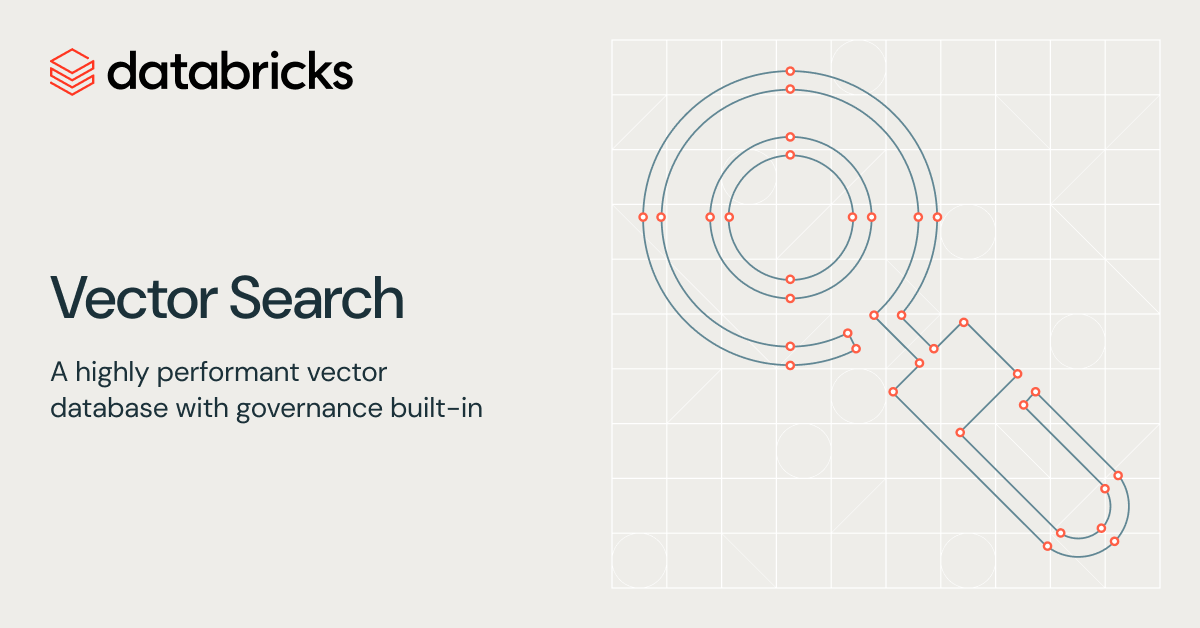 databricks
Vector Search
A highly performant vector
database with governance built-in